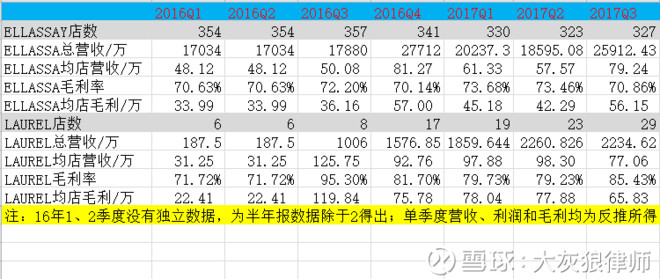 2016Q1 2016Q2 2016Q3 2016Q4 2017Q1 2017Q2 2017Q3
ELLASSAY店数 354 354 357 341 330 323 327
ELLASSA总营收/万 17034 17034 17880 27712 20237.3 18595.08 25912.43
ELLASSA均店营收/万 48.12 48.12 50.08 81.27 61.33 57.57 79.24
ELLASSA毛利率 70.63% 70.63% 72.20% 70.14% 73.68% 73.46% 70.86%
ELLASSA均店毛利/万 33.99 33.99 36.16 57.00 45.18 42.29 56.15
LAUREL店数 6 6 8 17 19 23 29
LAUREL总营收/万 187.5 187.5 1006 1576.85 1859.644 2260.826 2234.62
LAUREL均店营收/万 31.25 31.25 125.75 92.76 97.88 98.30 77.06
LAUREL毛利率 71.72% 71.72% 95.30% 81.70% 79.73% 79.23% 85.43%
LAUREL均店毛利/万 22.41 22.41 119.84 75.78 78.04 77.88 65.83
注：16年1、2季度没有独立数据，为半年报数据除于2得出；单季度营收、利润和毛利均为反推所得
雪球：大灰狼律师